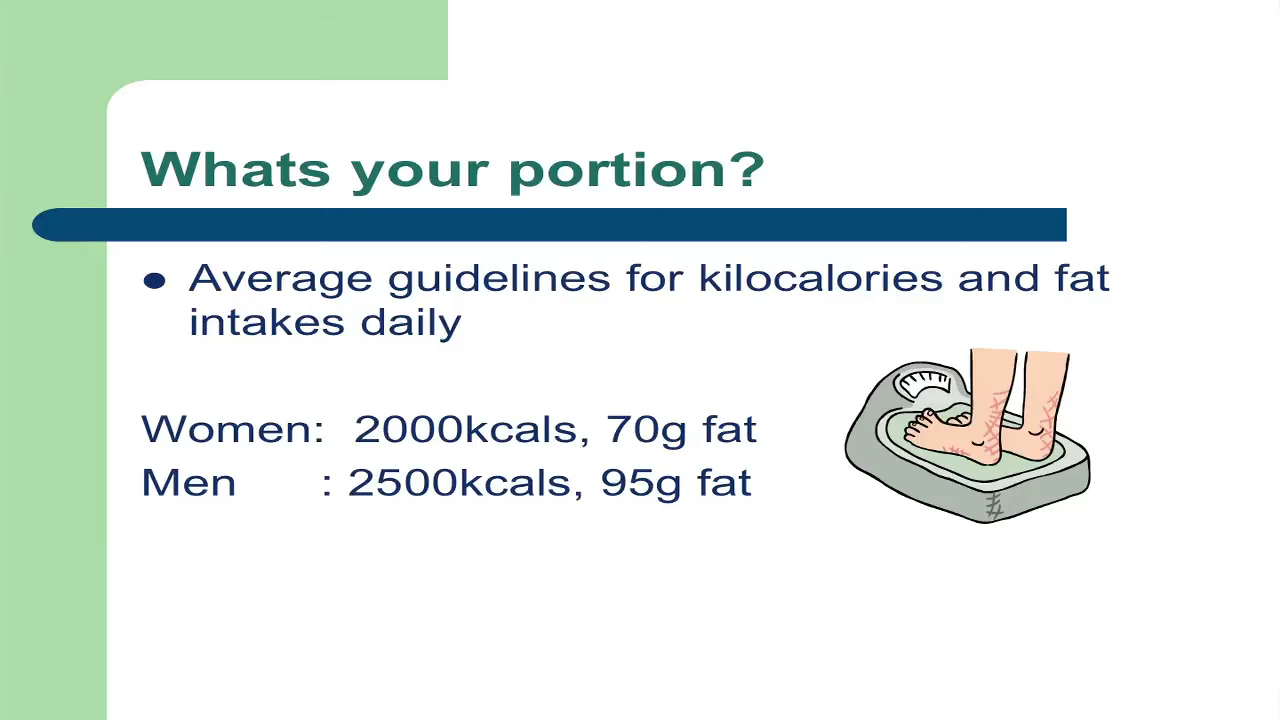 Whats your portion?
Average guidelines for kilocalories and fat
intakes daily
Women: 2000kcals, 70g fat
Men : 2500kcals, 95g fat